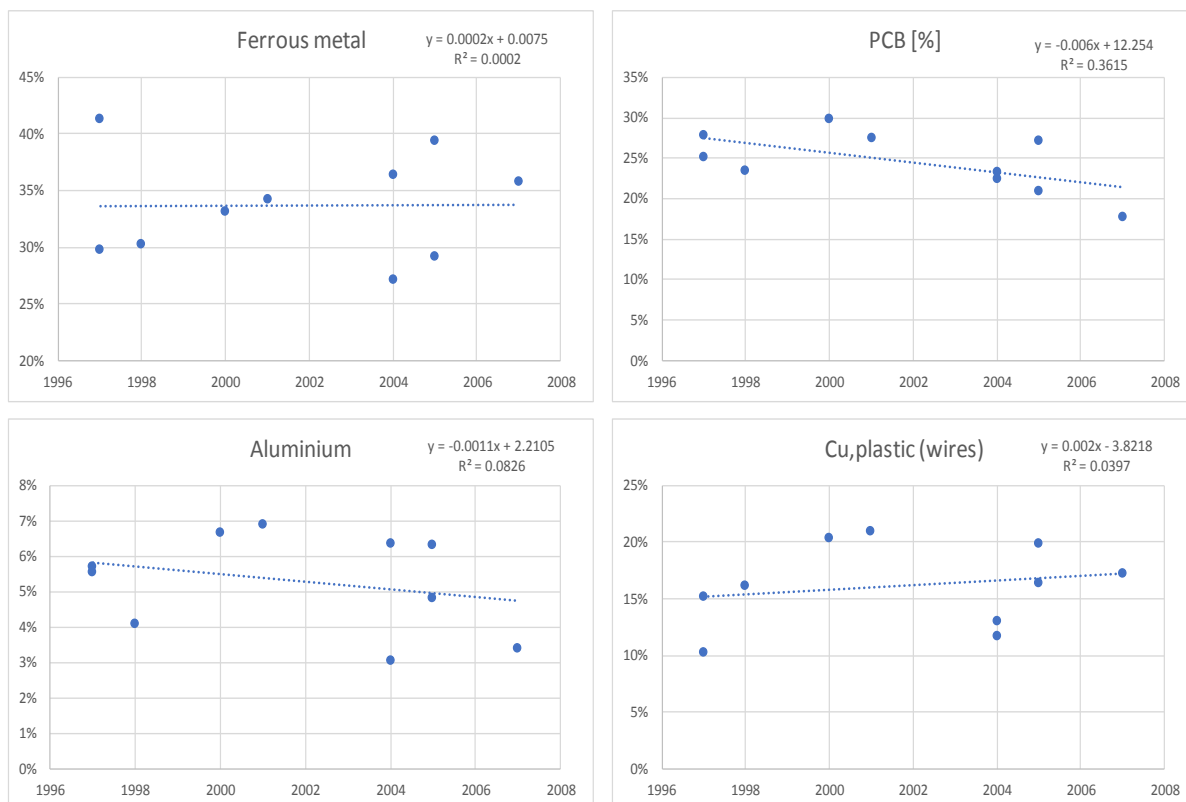 Ferrous metal
y = 0.0002x + 0.0075
R² = 0.0002
45%
40%
35%
30%
25%
20%
1996 1998 2000 2002 2004 2006 2008
PCB [%]
y = -0.006x + 12.254
R² = 0.3615
35%
30%
25%
20%
15%
10%
5%
0%
1996 1998 2000 2002 2004 2006 2008
Aluminium
y = -0.0011x + 2.2105
R² = 0.0826
8%
7%
6%
5%
4%
3%
2%
1%
0%
1996 1998 2000 2002 2004 2006 2008
Cu,plastic (wires)
y = 0.002x - 3.8218
R² = 0.0397
25%
20%
15%
10%
5%
0%
1996 1998 2000 2002 2004 2006 2008